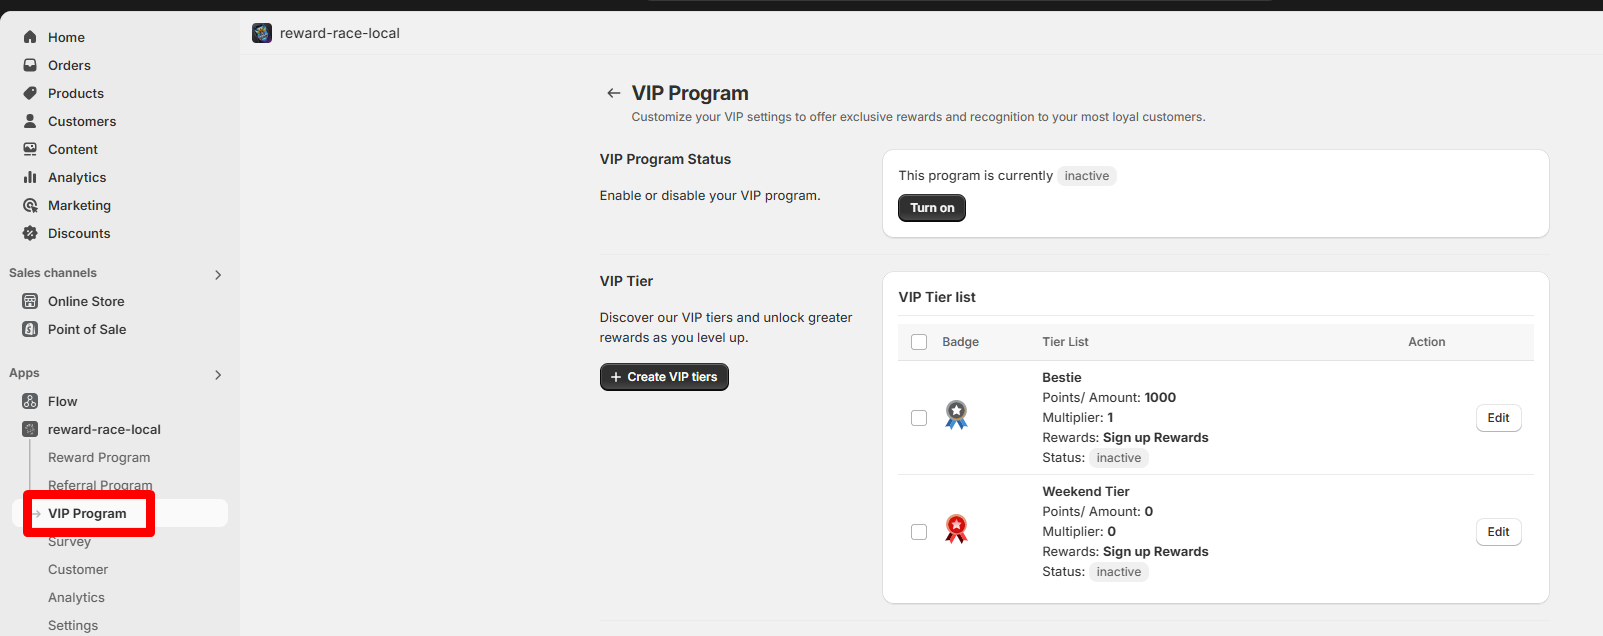 Home
Orders
Products
Customers
Content
Analytics
Marketing
Discounts
Sales channels
Online Store
Point of Sale
Apps
Flow
reward-race-local
Reward Program
Referral Program
VIP Program
Survey
Customer
Analytics
Settings
reward-race-local
VIP Program
Customize your VIP settings to offer exclusive rewards and recognition to your most loyal customers.
VIP Program Status
Enable or disable your VIP program.
This program is currently inactive
Turn on
VIP Tier
Discover our VIP tiers and unlock greater
rewards as you level up.
+ Create VIP tiers
VIP Tier list
Badge Tier List Action
Bestie
Points/ Amount: 1000
Multiplier: 1
Rewards: Sign up Rewards
Status: inactive
Edit
Weekend Tier
Points/ Amount: 0
Multiplier: 0
Rewards: Sign up Rewards
Status: inactive
Edit